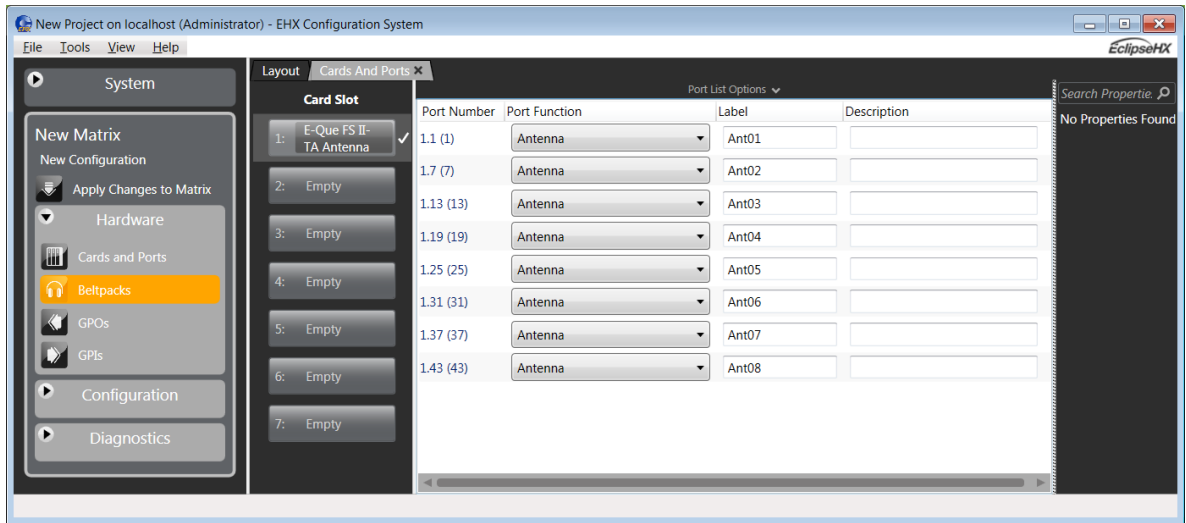 New Project on localhost (Administrator) - EHX Configuration System
File Tools View Help
EclipseHX
System
New Matrix
New Configuration
Apply Changes to Matrix
Hardware
Cards and Ports
Beltpacks
GPOs
GPIs
Configuration
Diagnostics
Layout Cards And Ports
Card Slot
1: E-Que FS II-
TA Antenna
2: Empty
3: Empty
4: Empty
5: Empty
6: Empty
7: Empty
Port List Options
Port Number Port Function Label Description
1.1 (1) Antenna Ant01
1.7 (7) Antenna Ant02
1.13 (13) Antenna Ant03
1.19 (19) Antenna Ant04
1.25 (25) Antenna Ant05
1.31 (31) Antenna Ant06
1.37 (37) Antenna Ant07
1.43 (43) Antenna Ant08
Search Propertie.
No Properties Found